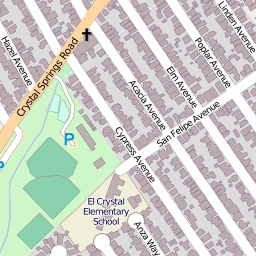 Hazel Avenue
Crystal Springs Road
Linden Avenue
Poplar Avenue
Elm Avenue
Acacia Avenue
San Felipe Avenue
Cypress Avenue
P
P
El Crystal
Elementary
School
Anza Way